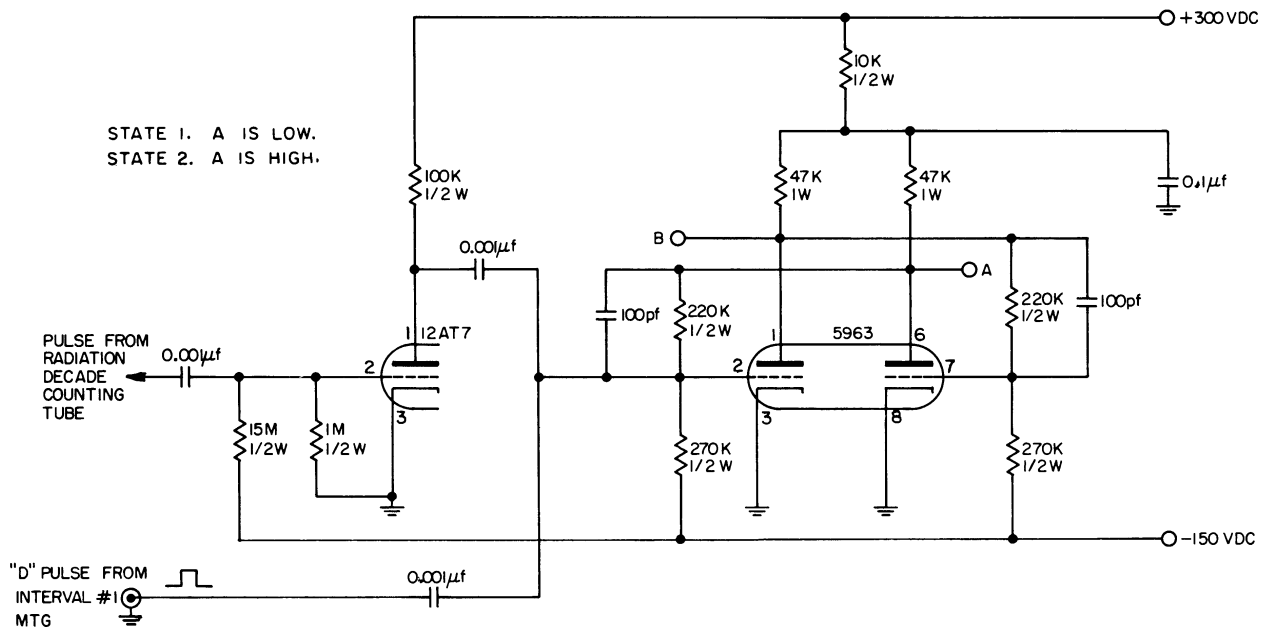 +300 VDC
10K
1/2 W
STATE 1. A IS LOW.
STATE 2. A IS HIGH.
100K
1/2 W
47K
1W
47K
1W
0.1µf
B
0.001µf
A
100pf
220K
1/2 W
220K
1/2 W
100pf
1
12AT7
1
5963
6
PULSE FROM
RADIATION
DECADE
COUNTING
TUBE
0.001µf
2
2
7
3
3
8
15M
1/2W
1M
1/2 W
270K
1/2 W
270K
1/2 W
-150 VDC
"D" PULSE FROM
INTERVAL #1
MTG
0.001µf